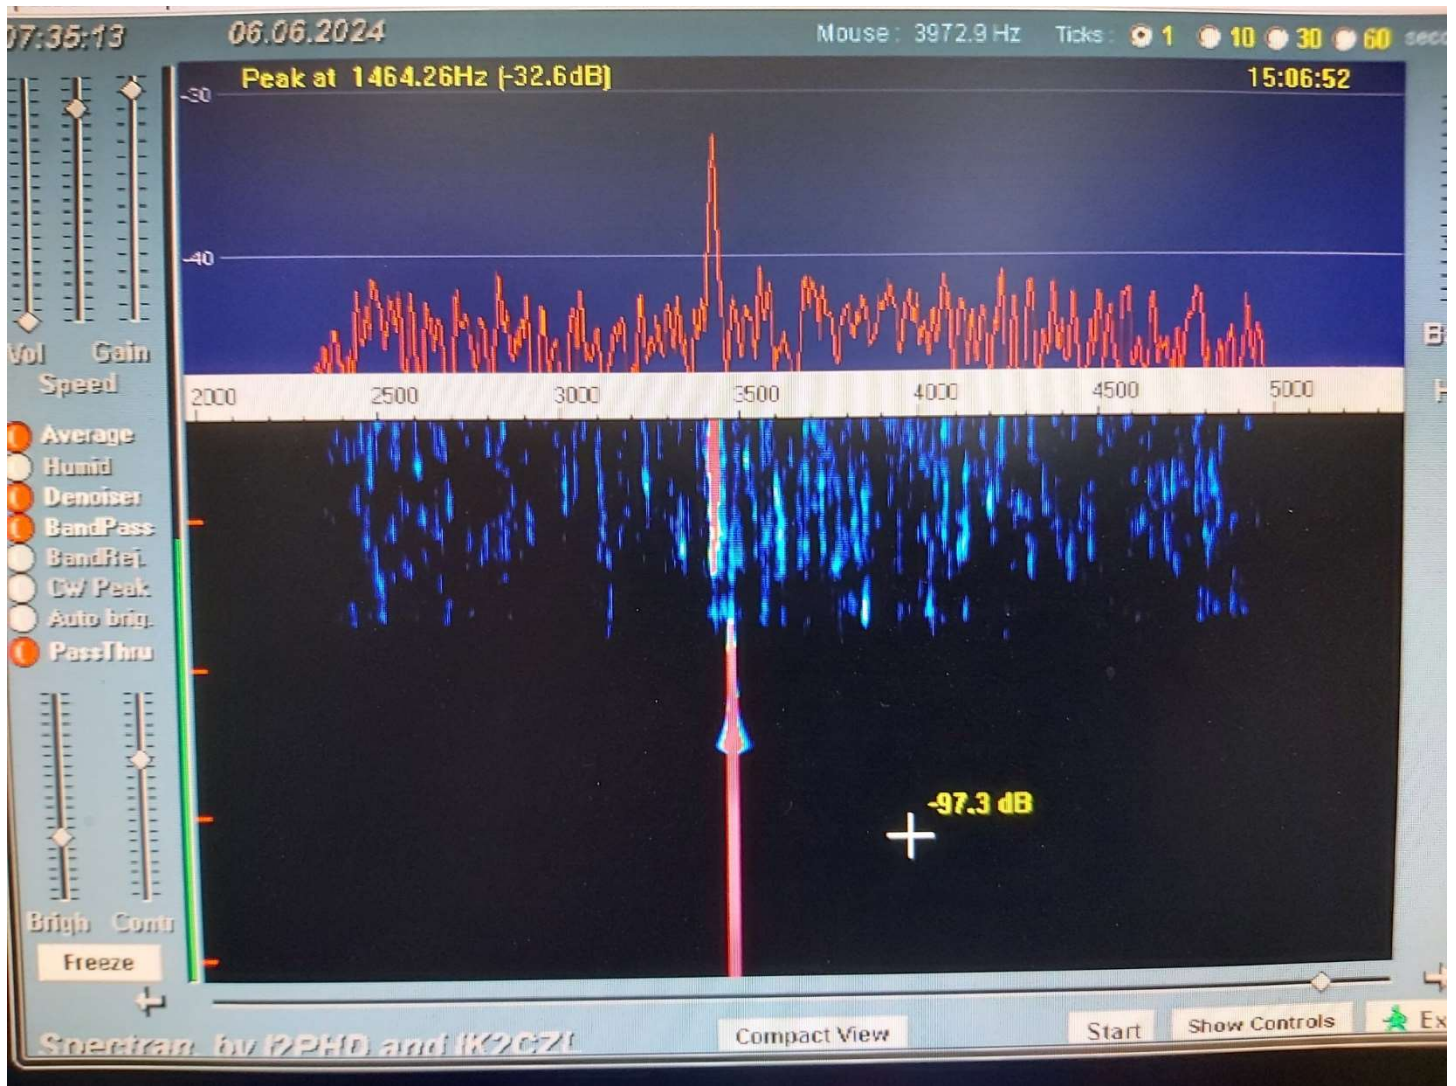 07:35:13 06.06.2024 Mouse : 3972.9 Hz Ticks : 1 10 30 60
Peak at 1464.26Hz (-32.6dB) 15:06:52
-30
-40
Vol Gain
Speed
2000 2500 3000 3500 4000 4500 5000
Average
Humid
Denoiser
BandPass
BandRej.
CW Peak
Auto brig.
PassThru
-97.3 dB
Brigh Contr
Freeze
Spectran by I2PHD and IK2CZL
Compact View Start Show Controls Ex